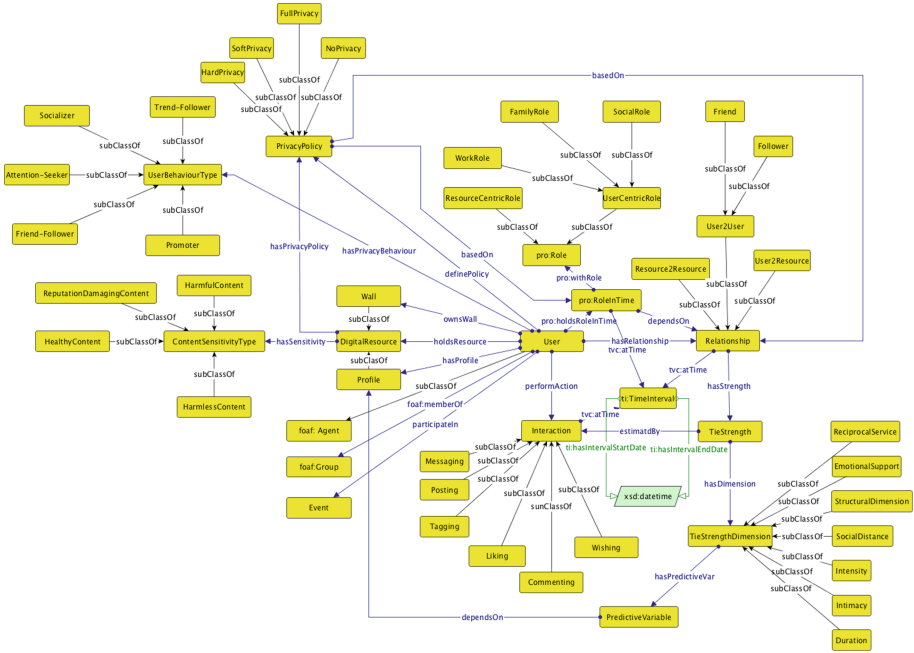 FullPrivacy
SoftPrivacy
NoPrivacy
HardPrivacy
subClassOf
subClassOf
subClassOf
subClassOf
basedOn
Socializer
Trend-Follower
subClassOf
subClassOf
PrivacyPolicy
Attention-Seeker
subClassOf
UserBehaviourType
subClassOf
subClassOf
Friend-Follower
Promoter
FamilyRole
SocialRole
Friend
WorkRole
subClassOf
subClassOf
subClassOf
Follower
subClassOf
subClassOf
ResourceCentricRole
UserCentricRole
subClassOf
subClassOf
User2User
hasPrivacyPolicy
hasPrivacyBehaviour
basedOn
definePolicy
pro:Role
pro:withRole
Resource2Resource
User2Resource
subClassOf
subClassOf
subClassOf
ReputationDamagingContent
HarmfulContent
subClassOf
subClassOf
Wall
ownsWall
pro:RoleInTime
pro:holdsRoleInTime
dependsOn
HealthyContent
subClassOf
ContentSensitivityType
hasSensitivity
subClassOf
DigitalResource
holdsResource
User
hasRelationship
tvc:atTime
Relationship
subClassOf
HarmlessContent
subClasOf
hasProfile
Profile
subClassOf
foaf:memberOf
participateIn
performAction
tvc:atTime
hasStrength
ti:TimeInterval
tvc:atTime
foaf: Agent
Interaction
estimatdBy
TieStrength
ReciprocalService
foaf:Group
Messaging
subClassOf
subClassOf
subClassOf
subClassOf
sunClassOf
subClassOf
ti:hasIntervalStartDate
ti:hasIntervalEndDate
EmotionalSupport
Posting
hasDimension
subClassOf
subClassOf
Event
xsd:datetime
StructuralDimension
Tagging
subClassOf
TieStrengthDimension
subClassOf
SocialDistance
Liking
Wishing
subClassOf
Intensity
Commenting
hasPredictiveVar
subClassOf
subClassOf
Intimacy
dependsOn
PredictiveVariable
Duration